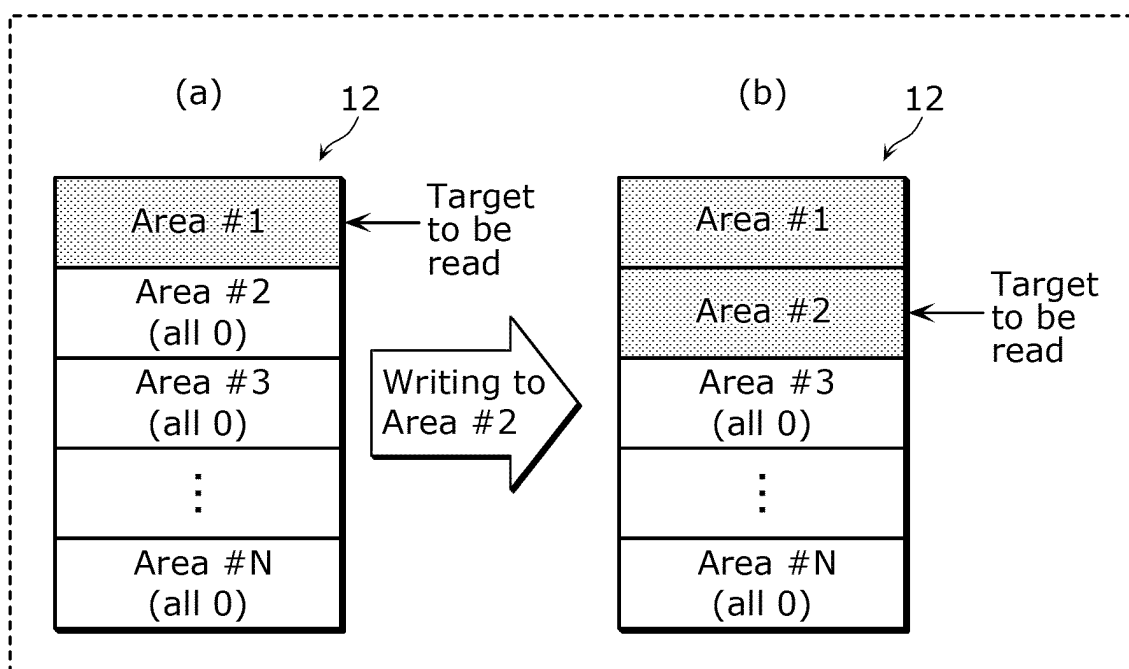 (a)
12
Area #1
Target
to be
read
Area #2
(all 0)
Area #3
(all 0)
⋮
Area #N
(all 0)
Writing to
Area #2
(b)
12
Area #1
Area #2
Target
to be
read
Area #3
(all 0)
⋮
Area #N
(all 0)